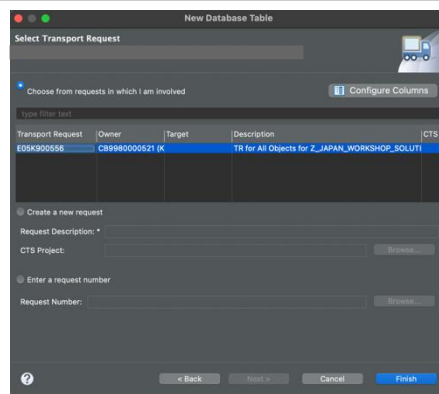 New Database Table
Select Transport Request
Choose from requests in which I am involved
Configure Columns
type filter text
Transport Request Owner Target Description CTS
E05K900556 CB9980000521 (K TR for All Objects for Z_JAPAN_WORKSHOP_SOLUTI
Create a new request
Request Description: *
CTS Project: Browse...
Enter a request number
Request Number: Browse...
? < Back Next > Cancel Finish